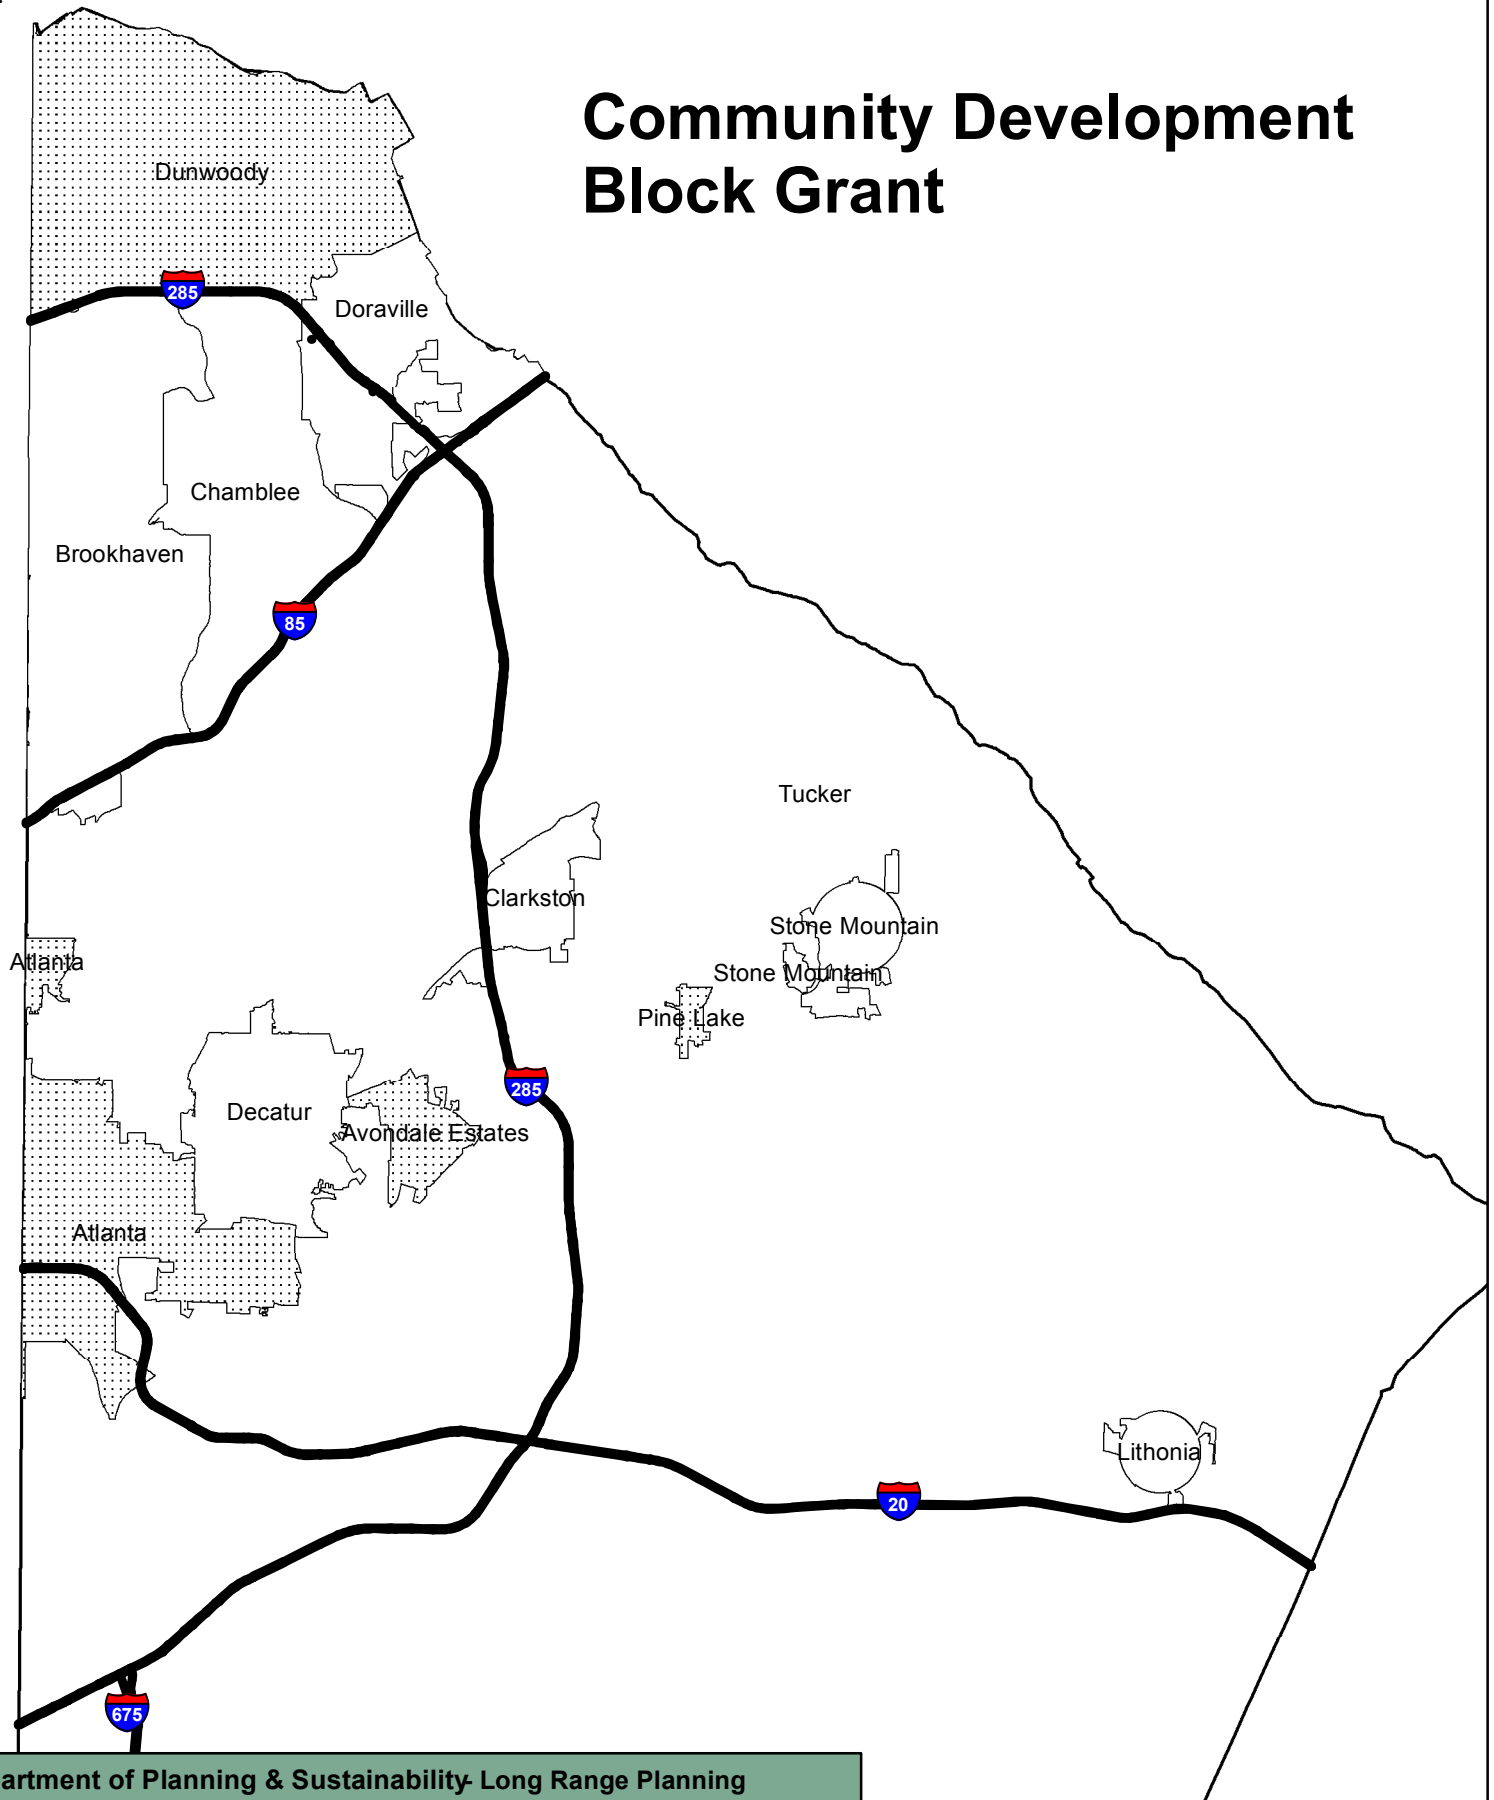 Community Development
Block Grant
Dunwoody
285
Doraville
Chamblee
Brookhaven
85
Tucker
Clarkston
Stone Mountain
Atlanta
Stone Mountain
Pine Lake
285
Decatur
Avondale Estates
Atlanta
Lithonia
20
675
artment of Planning & Sustainability- Long Range Planning